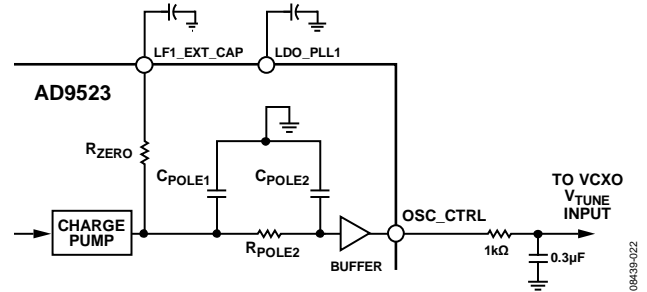 LF1_EXT_CAP
LDO_PLL1
AD9523
RZERO
CPOLE1
CPOLE2
TO VCXO
VTUNE
INPUT
OSC_CTRL
CHARGE
PUMP
RPOLE2
BUFFER
1kΩ
0.3µF
08439-022